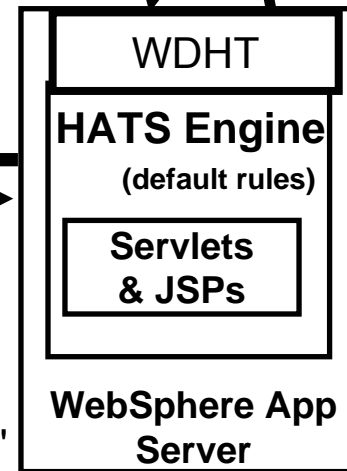 WDHT
HATS Engine
(default rules)
Servlets
& JSPs
WebSphere App
Server